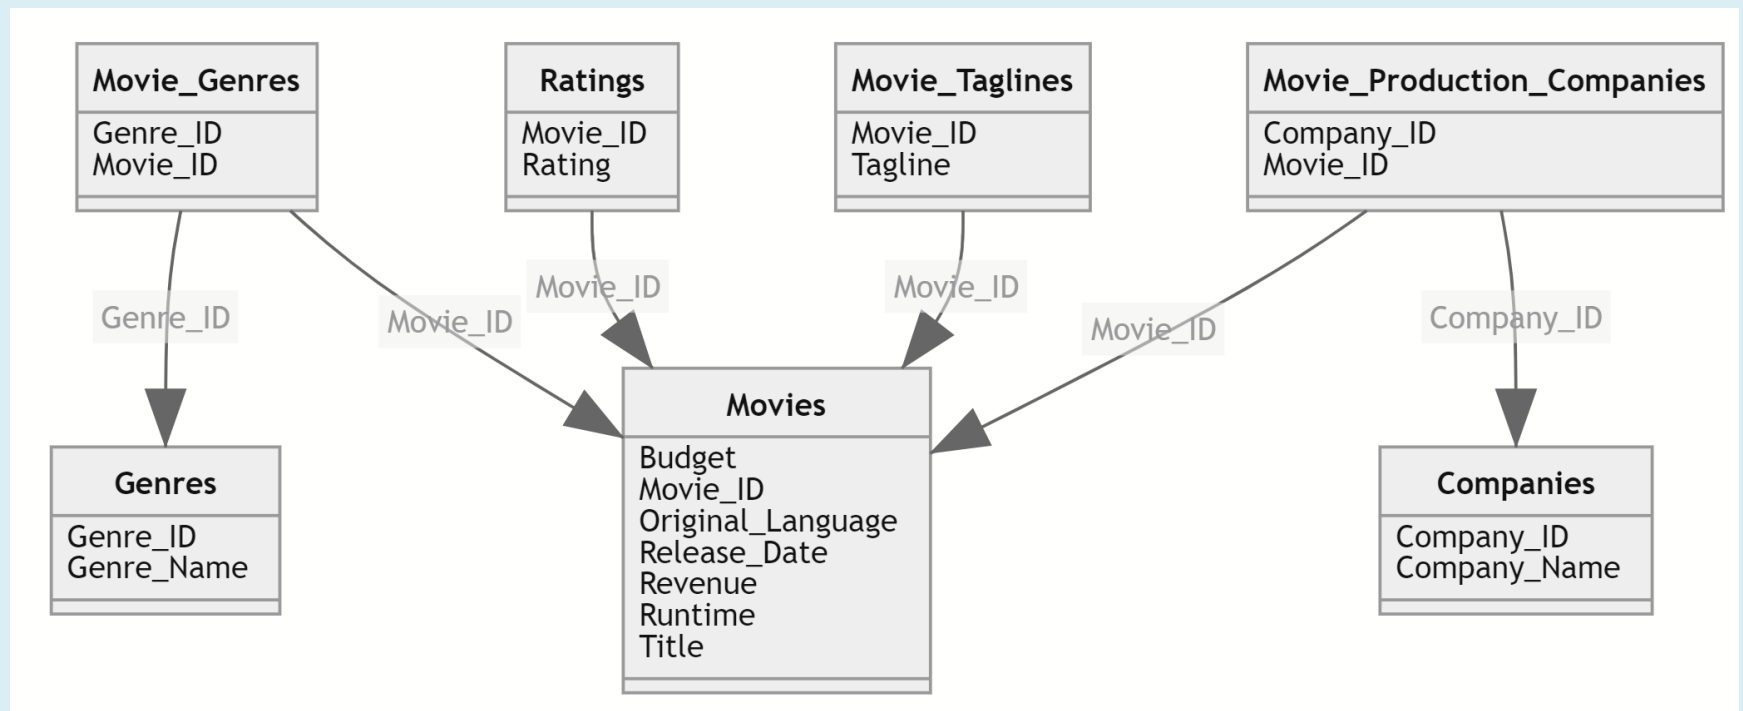 Movie_Genres
Genre_ID
Movie_ID
Ratings
Movie_ID
Rating
Movie_Taglines
Movie_ID
Tagline
Movie_Production_Companies
Company_ID
Movie_ID
Genre_ID
Movie_ID
Movie_ID
Movie_ID
Movie_ID
Company_ID
Genres
Genre_ID
Genre_Name
Movies
Budget
Movie_ID
Original_Language
Release_Date
Revenue
Runtime
Title
Companies
Company_ID
Company_Name